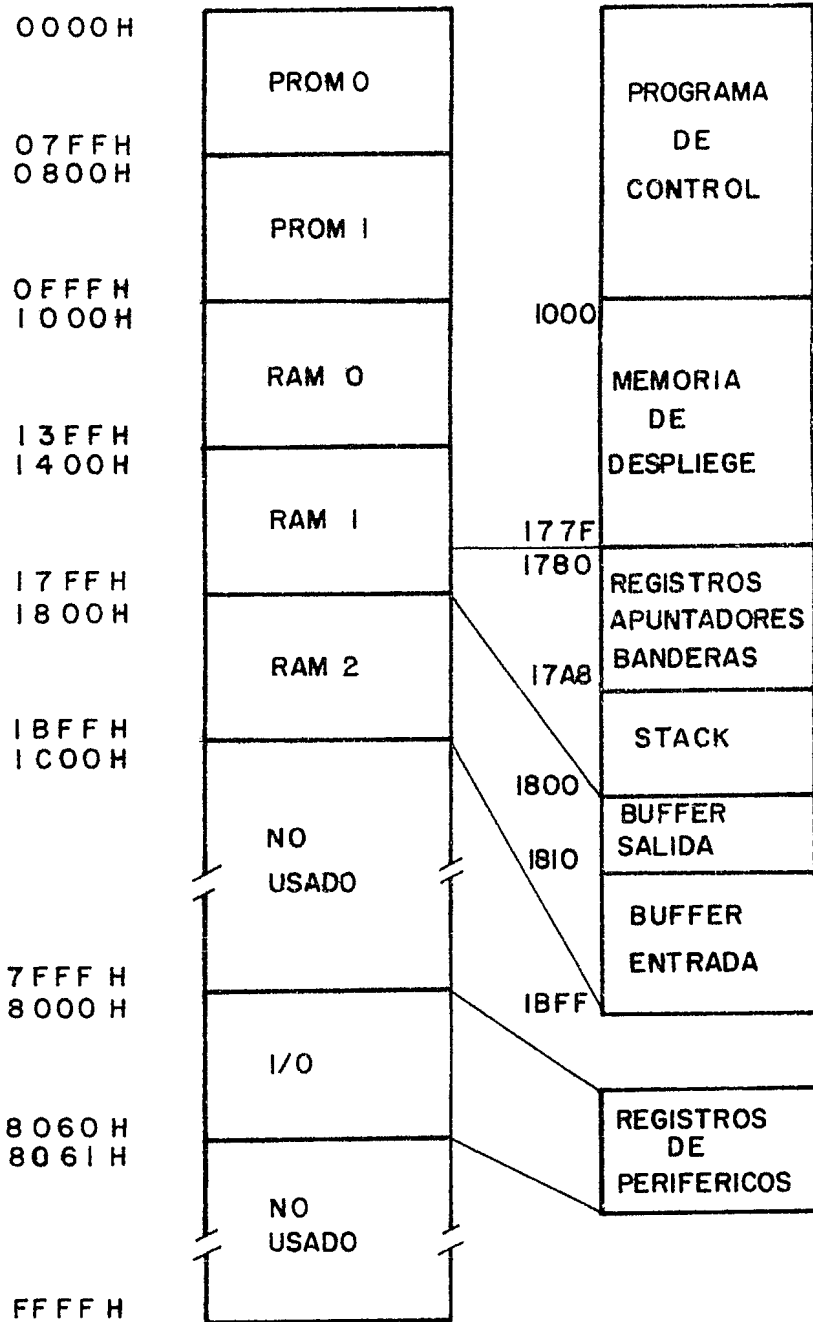 0000H
PROM 0
07FFH
0800H
PROM 1
0FFFH
1000H
RAM 0
13FFH
1400H
RAM 1
17FFH
1800H
RAM 2
1BFFH
1C00H
NO
USADO
7FFFH
8000H
I/O
8060H
8061H
NO
USADO
FFFFH
PROGRAMA
DE
CONTROL
1000
MEMORIA
DE
DESPLIEGE
177F
1780
REGISTROS
APUNTADORES
BANDERAS
17A8
STACK
1800
BUFFER
SALIDA
1810
BUFFER
ENTRADA
1BFF
REGISTROS
DE
PERIFERICOS